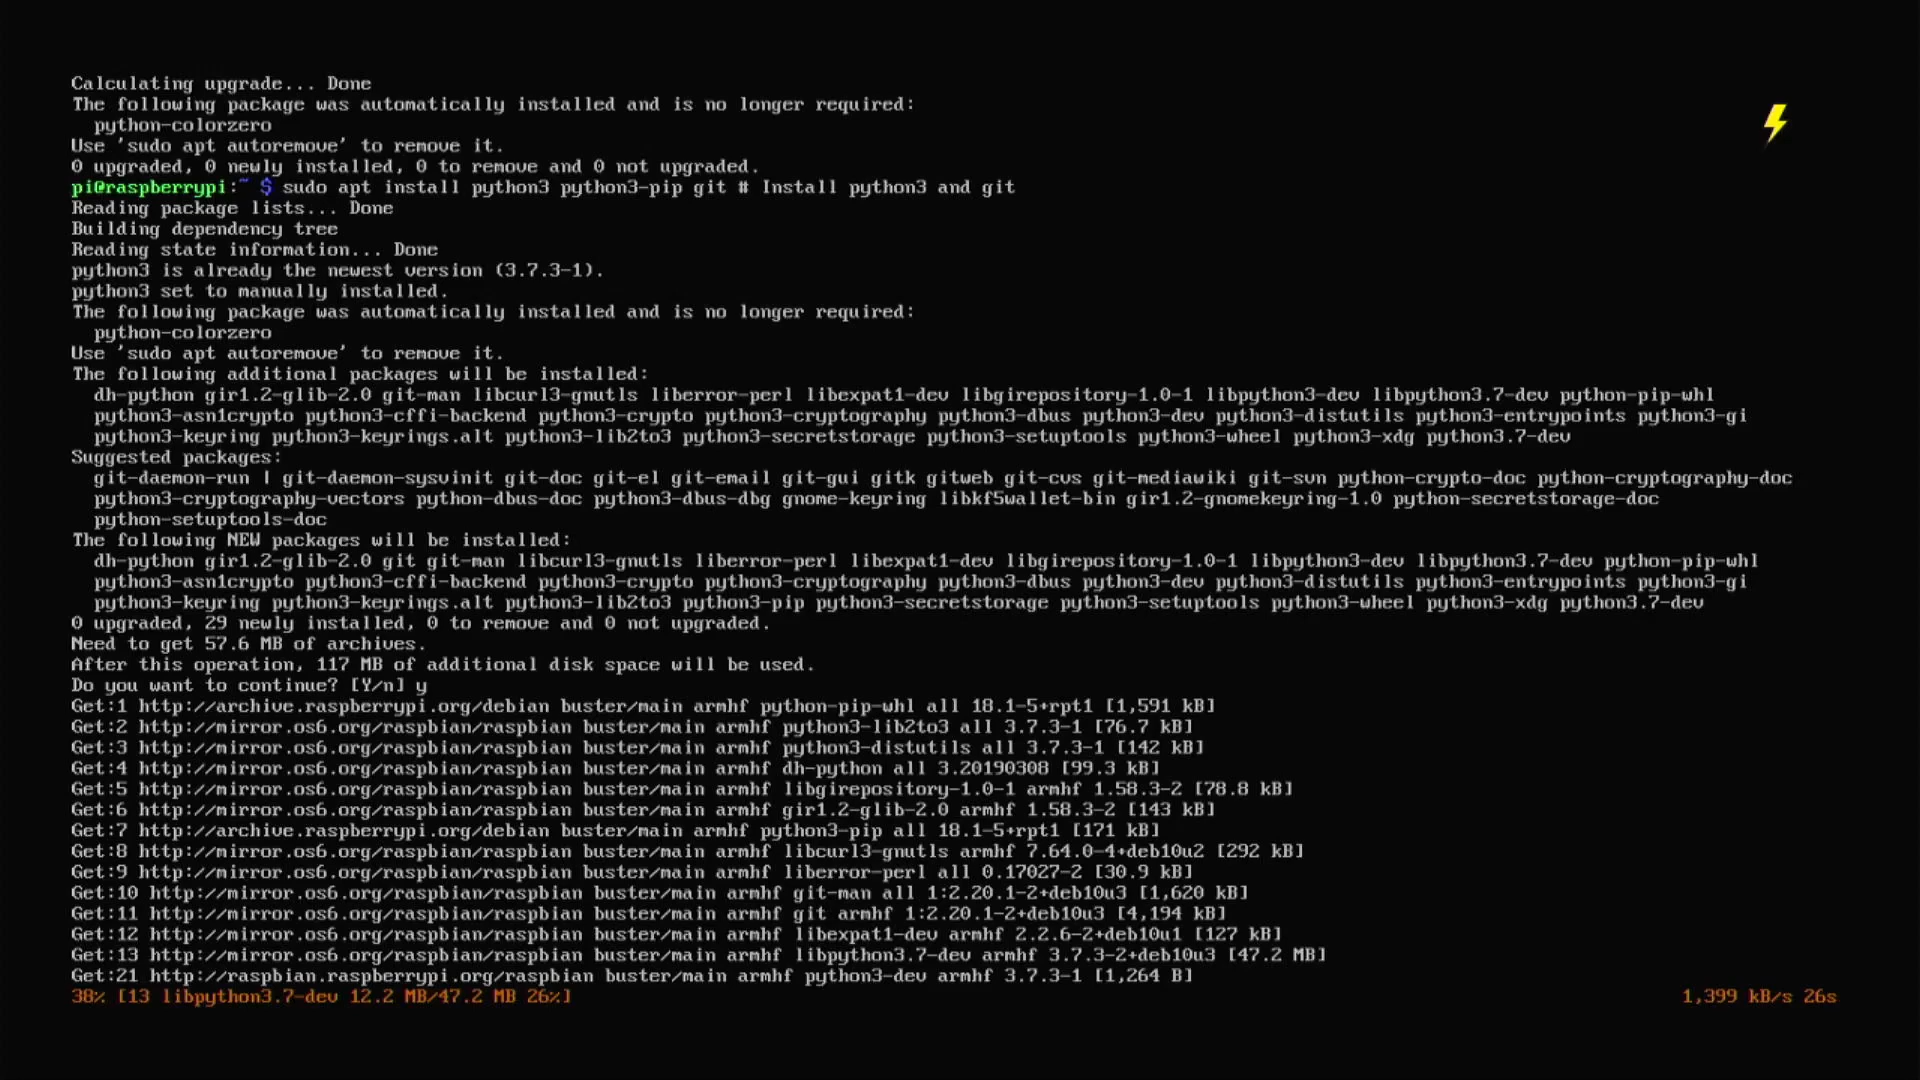 Calculating upgrade... Done
The following package was automatically installed and is no longer required:
  python-colorzero
Use 'sudo apt autoremove' to remove it.
0 upgraded, 0 newly installed, 0 to remove and 0 not upgraded.
pi@raspberrypi:~ $ sudo apt install python3 python3-pip git # Install python3 and git
Reading package lists... Done
Building dependency tree
Reading state information... Done
python3 is already the newest version (3.7.3-1).
python3 set to manually installed.
The following package was automatically installed and is no longer required:
  python-colorzero
Use 'sudo apt autoremove' to remove it.
The following additional packages will be installed:
  dh-python gir1.2-glib-2.0 git-man libcurl3-gnutls liberror-perl libexpat1-dev libgirepository-1.0-1 libpython3-dev libpython3.7-dev python-pip-whl
  python3-asn1crypto python3-cffi-backend python3-crypto python3-cryptography python3-dbus python3-dev python3-distutils python3-entrypoints python3-gi
  python3-keyring python3-keyrings.alt python3-lib2to3 python3-secretstorage python3-setuptools python3-wheel python3-xdg python3.7-dev
Suggested packages:
  git-daemon-run | git-daemon-sysvinit git-doc git-el git-email git-gui gitk gitweb git-cvs git-mediawiki git-svn python-crypto-doc python-cryptography-doc
  python3-cryptography-vectors python-dbus-doc python3-dbus-dbg gnome-keyring libkf5wallet-bin gir1.2-gnomekeyring-1.0 python-secretstorage-doc
  python-setuptools-doc
The following NEW packages will be installed:
  dh-python gir1.2-glib-2.0 git git-man libcurl3-gnutls liberror-perl libexpat1-dev libgirepository-1.0-1 libpython3-dev libpython3.7-dev python-pip-whl
  python3-asn1crypto python3-cffi-backend python3-crypto python3-cryptography python3-dbus python3-dev python3-distutils python3-entrypoints python3-gi
  python3-keyring python3-keyrings.alt python3-lib2to3 python3-pip python3-secretstorage python3-setuptools python3-wheel python3-xdg python3.7-dev
0 upgraded, 29 newly installed, 0 to remove and 0 not upgraded.
Need to get 57.6 MB of archives.
After this operation, 117 MB of additional disk space will be used.
Do you want to continue? [Y/n] y
Get:1 http://archive.raspberrypi.org/debian buster/main armhf python-pip-whl all 18.1-5+rpt1 [1,591 kB]
Get:2 http://mirror.os6.org/raspbian/raspbian buster/main armhf python3-lib2to3 all 3.7.3-1 [76.7 kB]
Get:3 http://mirror.os6.org/raspbian/raspbian buster/main armhf python3-distutils all 3.7.3-1 [142 kB]
Get:4 http://mirror.os6.org/raspbian/raspbian buster/main armhf dh-python all 3.20190308 [99.3 kB]
Get:5 http://mirror.os6.org/raspbian/raspbian buster/main armhf libgirepository-1.0-1 armhf 1.58.3-2 [78.8 kB]
Get:6 http://mirror.os6.org/raspbian/raspbian buster/main armhf gir1.2-glib-2.0 armhf 1.58.3-2 [143 kB]
Get:7 http://archive.raspberrypi.org/debian buster/main armhf python3-pip all 18.1-5+rpt1 [171 kB]
Get:8 http://mirror.os6.org/raspbian/raspbian buster/main armhf libcurl3-gnutls armhf 7.64.0-4+deb10u2 [292 kB]
Get:9 http://mirror.os6.org/raspbian/raspbian buster/main armhf liberror-perl all 0.17027-2 [30.9 kB]
Get:10 http://mirror.os6.org/raspbian/raspbian buster/main armhf git-man all 1:2.20.1-2+deb10u3 [1,620 kB]
Get:11 http://mirror.os6.org/raspbian/raspbian buster/main armhf git armhf 1:2.20.1-2+deb10u3 [4,194 kB]
Get:12 http://mirror.os6.org/raspbian/raspbian buster/main armhf libexpat1-dev armhf 2.2.6-2+deb10u1 [127 kB]
Get:13 http://mirror.os6.org/raspbian/raspbian buster/main armhf libpython3.7-dev armhf 3.7.3-2+deb10u3 [47.2 MB]
Get:21 http://raspbian.raspberrypi.org/raspbian buster/main armhf python3-dev armhf 3.7.3-1 [1,264 B]
38% [13 libpython3.7-dev 12.2 MB/47.2 MB 26%] 1,399 kB/s 26s